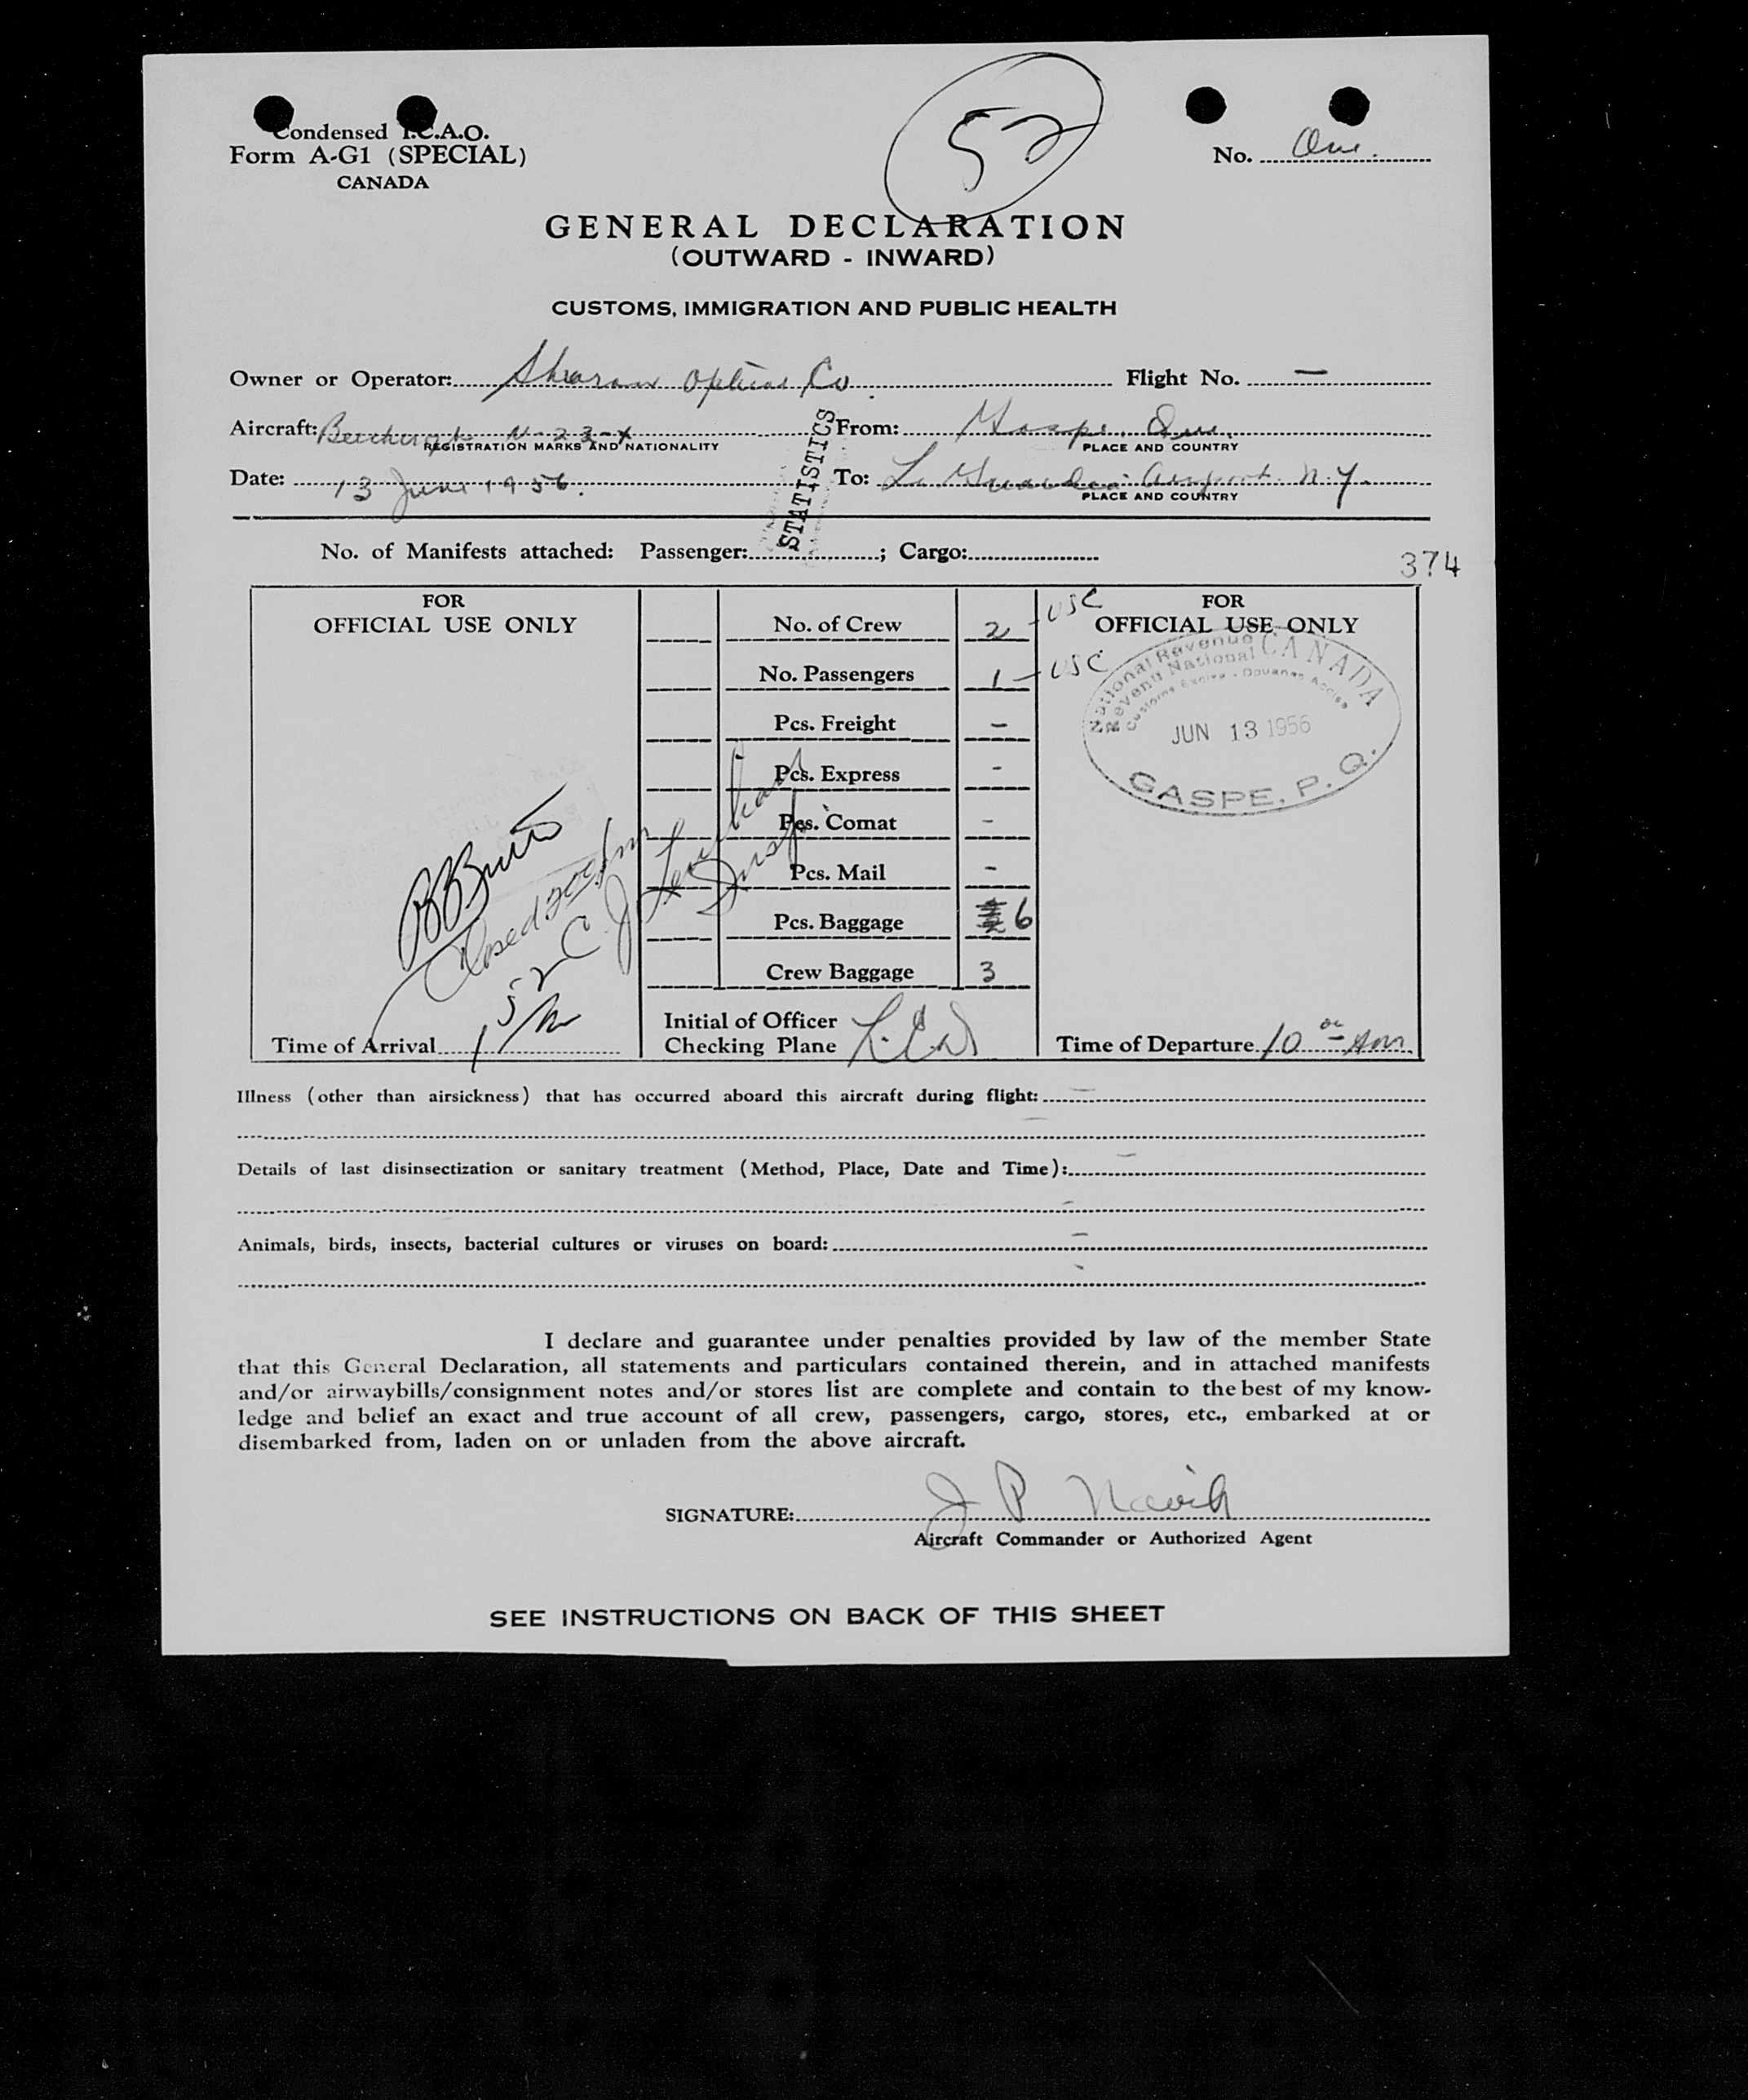 Condensed I.C.A.O.
Form A-G1 (SPECIAL)
CANADA
52
No. One.
GENERAL DECLARATION
(OUTWARD - INWARD)
CUSTOMS, IMMIGRATION AND PUBLIC HEALTH
Owner or Operator: Co. Flight No. —
Aircraft: N-23-X From: Gaspe, Que.
REGISTRATION MARKS AND NATIONALITY PLACE AND COUNTRY
Date: 13 June 1956. To: La Guardia Airport. N.Y.
PLACE AND COUNTRY
STATISTICS
No. of Manifests attached: Passenger: ; Cargo:
374
FOR
OFFICIAL USE ONLY
No. of Crew 2 - USC
No. Passengers 1 - USC
Pcs. Freight -
Pcs. Express -
Pcs. Comat -
Pcs. Mail -
Pcs. Baggage 6
Crew Baggage 3
FOR
OFFICIAL USE ONLY
National Revenue CANADA
Revenu National
Customs Excise - Douanes Accise
JUN 13 1956
GASPE, P.Q.
Closed
Insp
Time of Arrival 1 52
Initial of Officer
Checking Plane
Time of Departure 10 00 Am
Illness (other than airsickness) that has occurred aboard this aircraft during flight: —
Details of last disinsectization or sanitary treatment (Method, Place, Date and Time): —
Animals, birds, insects, bacterial cultures or viruses on board: —
I declare and guarantee under penalties provided by law of the member State
that this General Declaration, all statements and particulars contained therein, and in attached manifests
and/or airwaybills/consignment notes and/or stores list are complete and contain to the best of my know-
ledge and belief an exact and true account of all crew, passengers, cargo, stores, etc., embarked at or
disembarked from, laden on or unladen from the above aircraft.
SIGNATURE: J P
Aircraft Commander or Authorized Agent
SEE INSTRUCTIONS ON BACK OF THIS SHEET